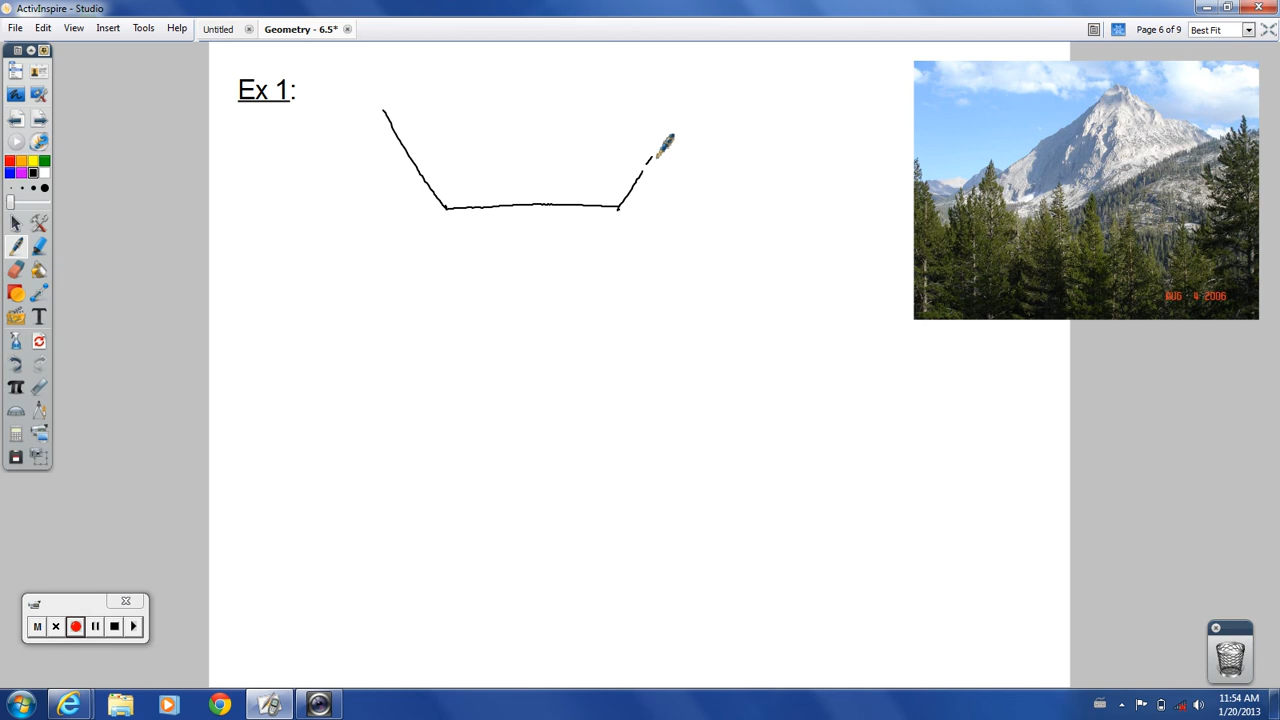 ActivInspire - Studio
File Edit View Insert Tools Help
Untitled
Geometry - 6.5*
Page 6 of 9
Best Fit
Ex 1:
AUG - 4 2006
T
M
11:54 AM
1/20/2013